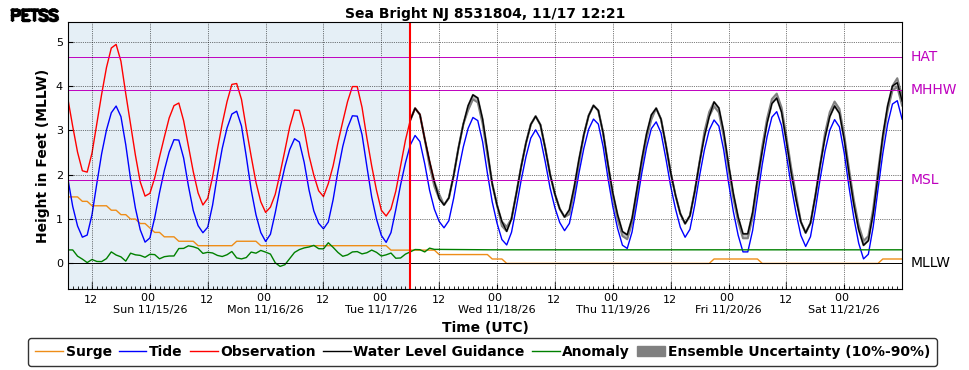 PETSS
Sea Bright NJ 8531804, 11/17 12:21
Height in Feet (MLLW)
5
4
3
2
1
0
HAT
MHHW
MSL
MLLW
12 00 12 00 12 00 12 00 12 00 12 00 12 00
Sun 11/15/26 Mon 11/16/26 Tue 11/17/26 Wed 11/18/26 Thu 11/19/26 Fri 11/20/26 Sat 11/21/26
Time (UTC)
Surge Tide Observation Water Level Guidance Anomaly Ensemble Uncertainty (10%-90%)